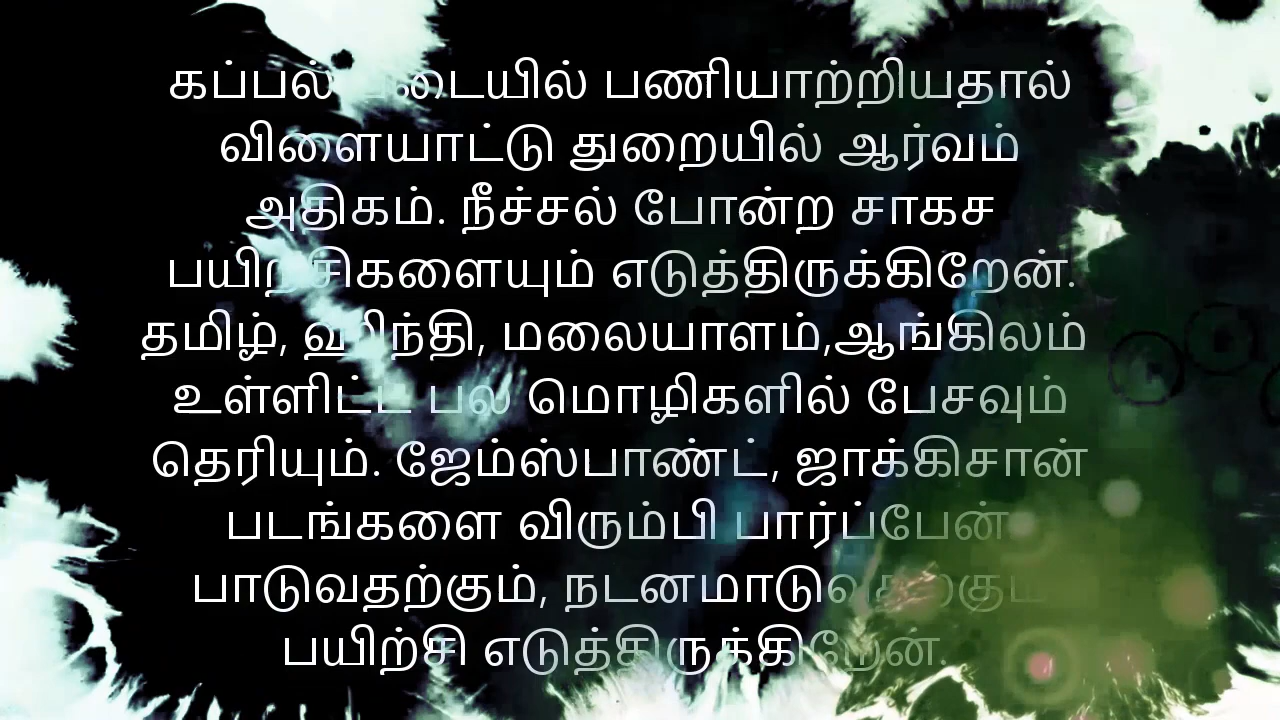 கப்பல் படையில் பணியாற்றியதால்
விளையாட்டு துறையில் ஆர்வம்
அதிகம். நீச்சல் போன்ற சாகச
பயிற்சிகளையும் எடுத்திருக்கிறேன்.
தமிழ், ஹிந்தி, மலையாளம்,ஆங்கிலம்
உள்ளிட்ட பல மொழிகளில் பேசவும்
தெரியும். ஜேம்ஸ்பாண்ட், ஜாக்கிசான்
படங்களை விரும்பி பார்ப்பேன்
பாடுவதற்கும், நடனமாடுவதற்கும்
பயிற்சி எடுத்திருக்கிறேன்.